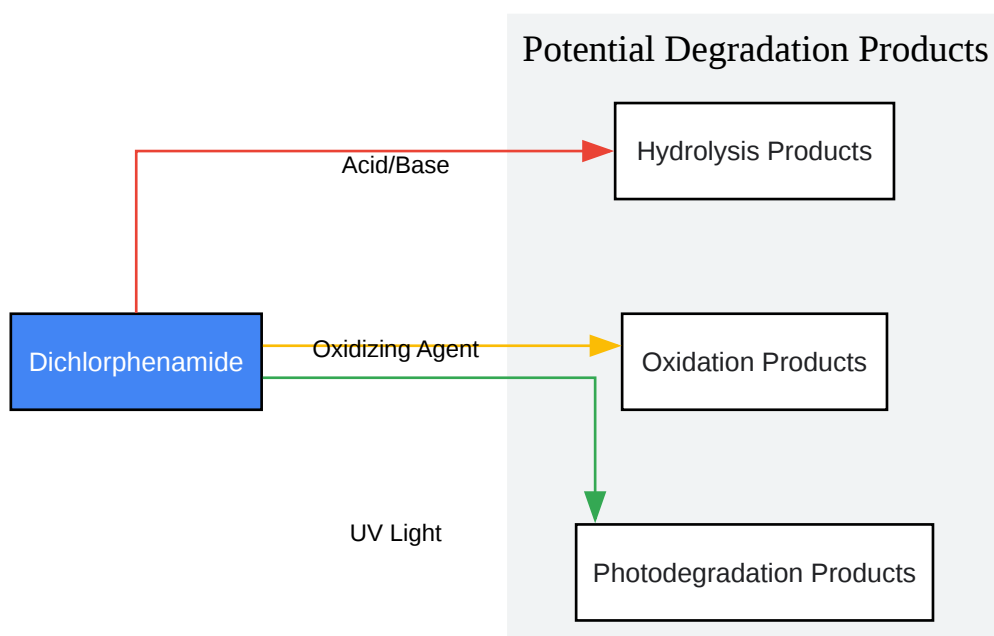 Potential Degradation Products
Hydrolysis Products
Acid/Base
Dichlorphenamide
Oxidizing Agent
Oxidation Products
UV Light
Photodegradation Products